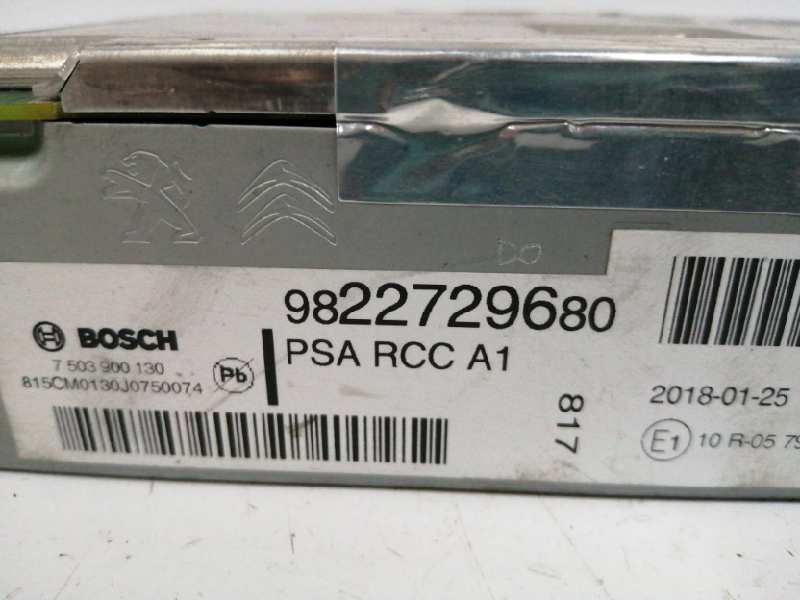 DO
9822729680
BOSCH
PSA RCC A1
7 503 900 130
815CM0130J0750074
Pb
817
2018-01-25
E1 10 R-05 79